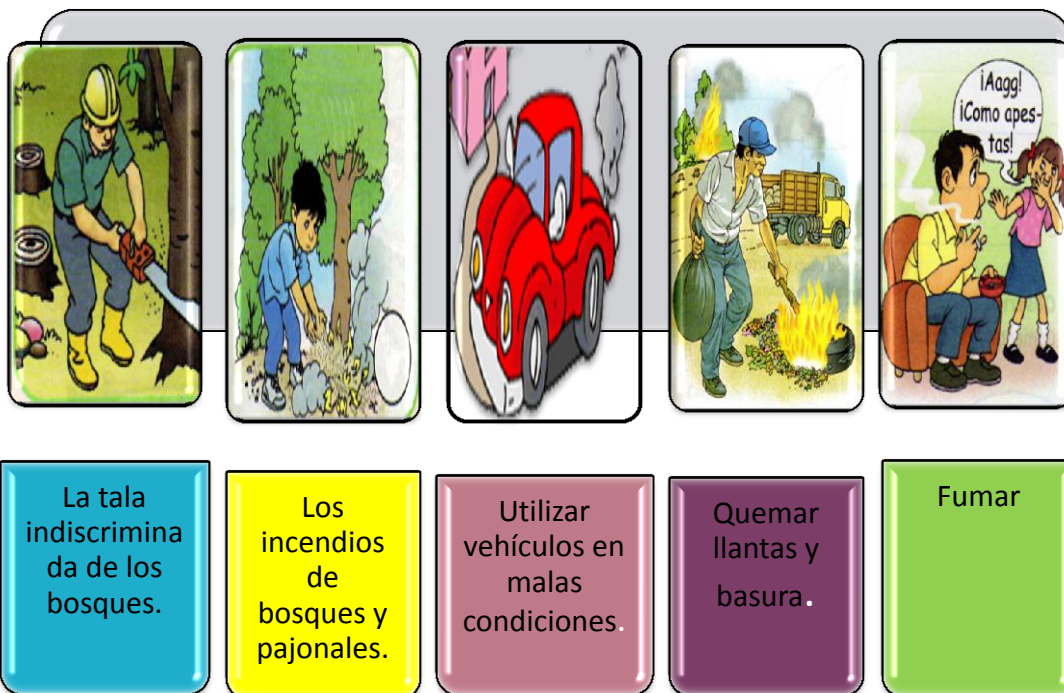 ¡Aagg!
¡Como apes-
tas!
La tala
indiscrimina
da de los
bosques.
Los
incendios
de
bosques y
pajonales.
Utilizar
vehículos en
malas
condiciones.
Quemar
llantas y
basura.
Fumar